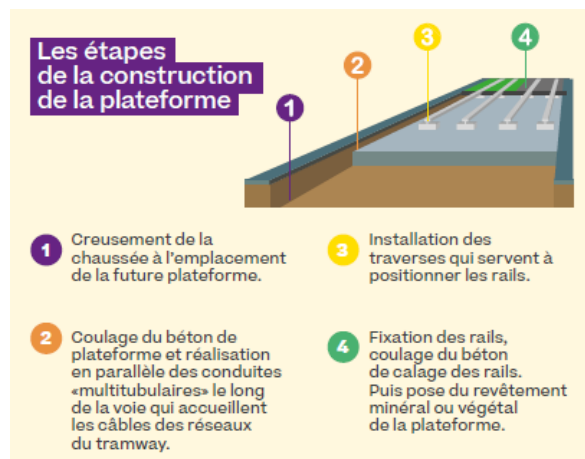 Les étapes
de la construction
de la plateforme
1
2
3
4
1
Creusement de la
chaussée à l'emplacement
de la future plateforme.
2
Coulage du béton de
plateforme et réalisation
en parallèle des conduites
«multitubulaires» le long
de la voie qui accueillent
les câbles des réseaux
du tramway.
3
Installation des
traverses qui servent à
positionner les rails.
4
Fixation des rails,
coulage du béton
de calage des rails.
Puis pose du revêtement
minéral ou végétal
de la plateforme.